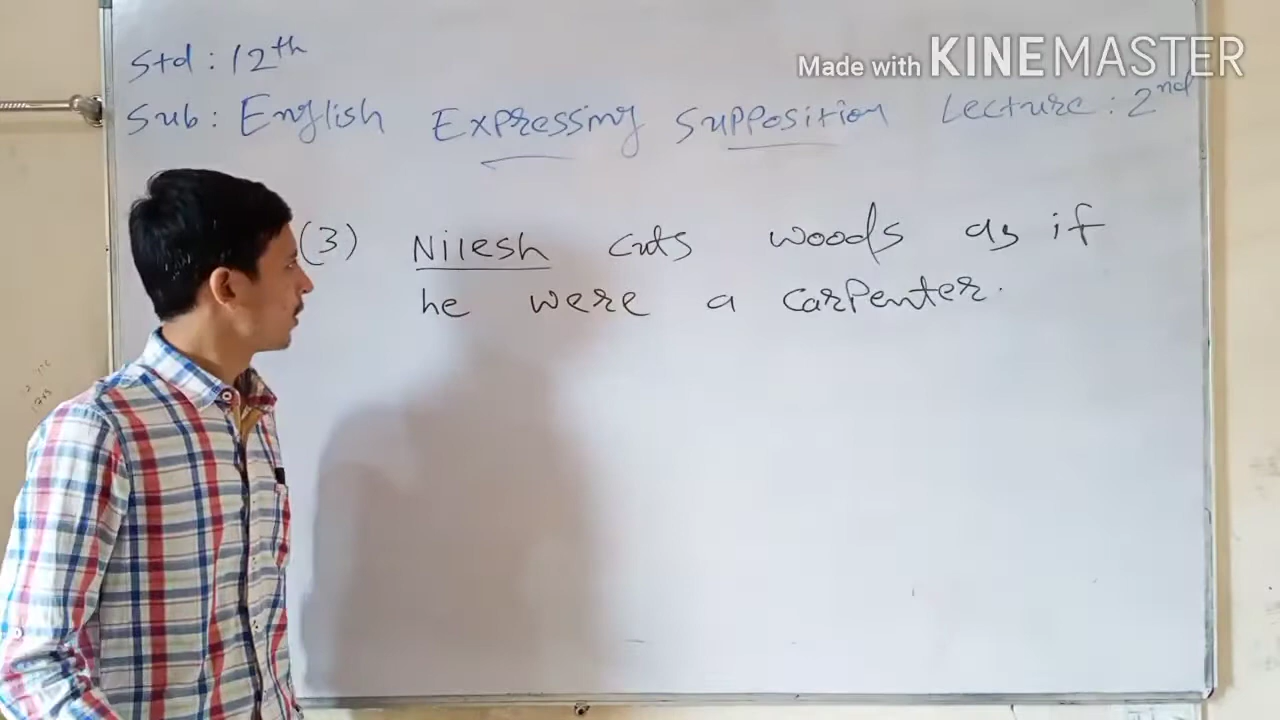 Std : 12th
Made with KINEMASTER
Sub : English Expressing Supposition Lecture : 2nd
(3) Nilesh cuts woods as if
he were a carpenter.